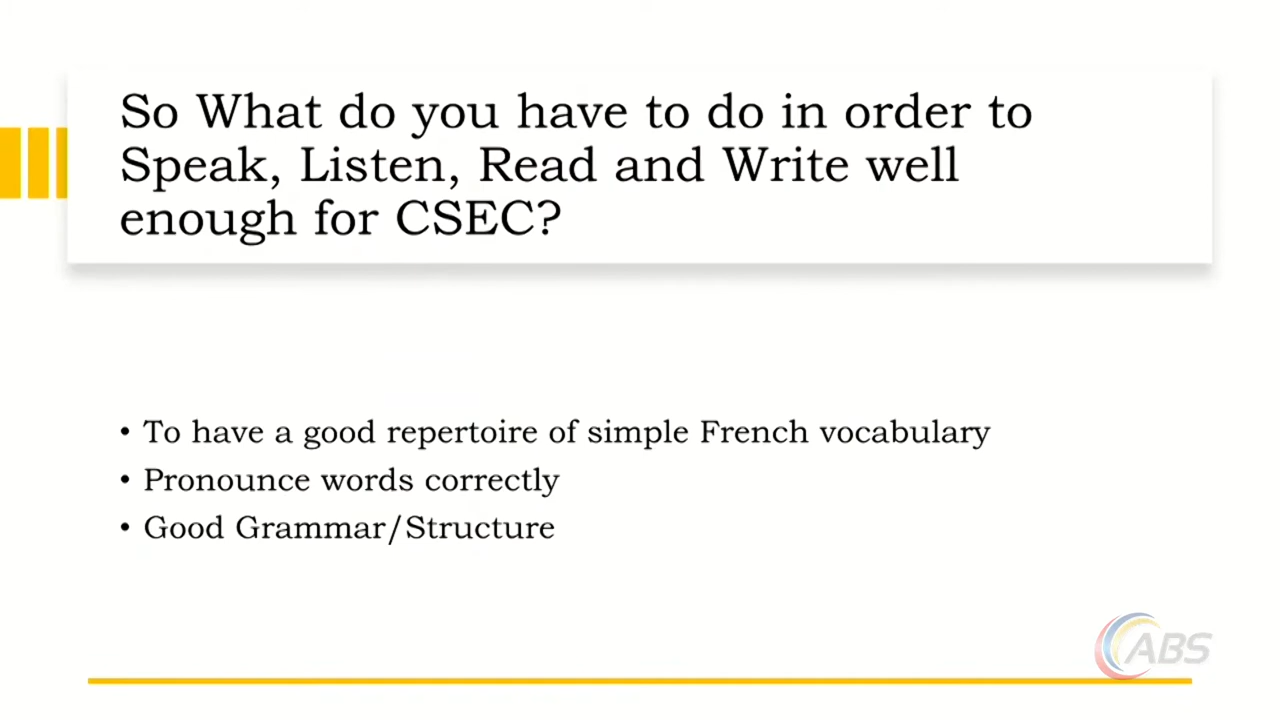 So What do you have to do in order to
Speak, Listen, Read and Write well
enough for CSEC?
• To have a good repertoire of simple French vocabulary
• Pronounce words correctly
• Good Grammar/Structure
ABS